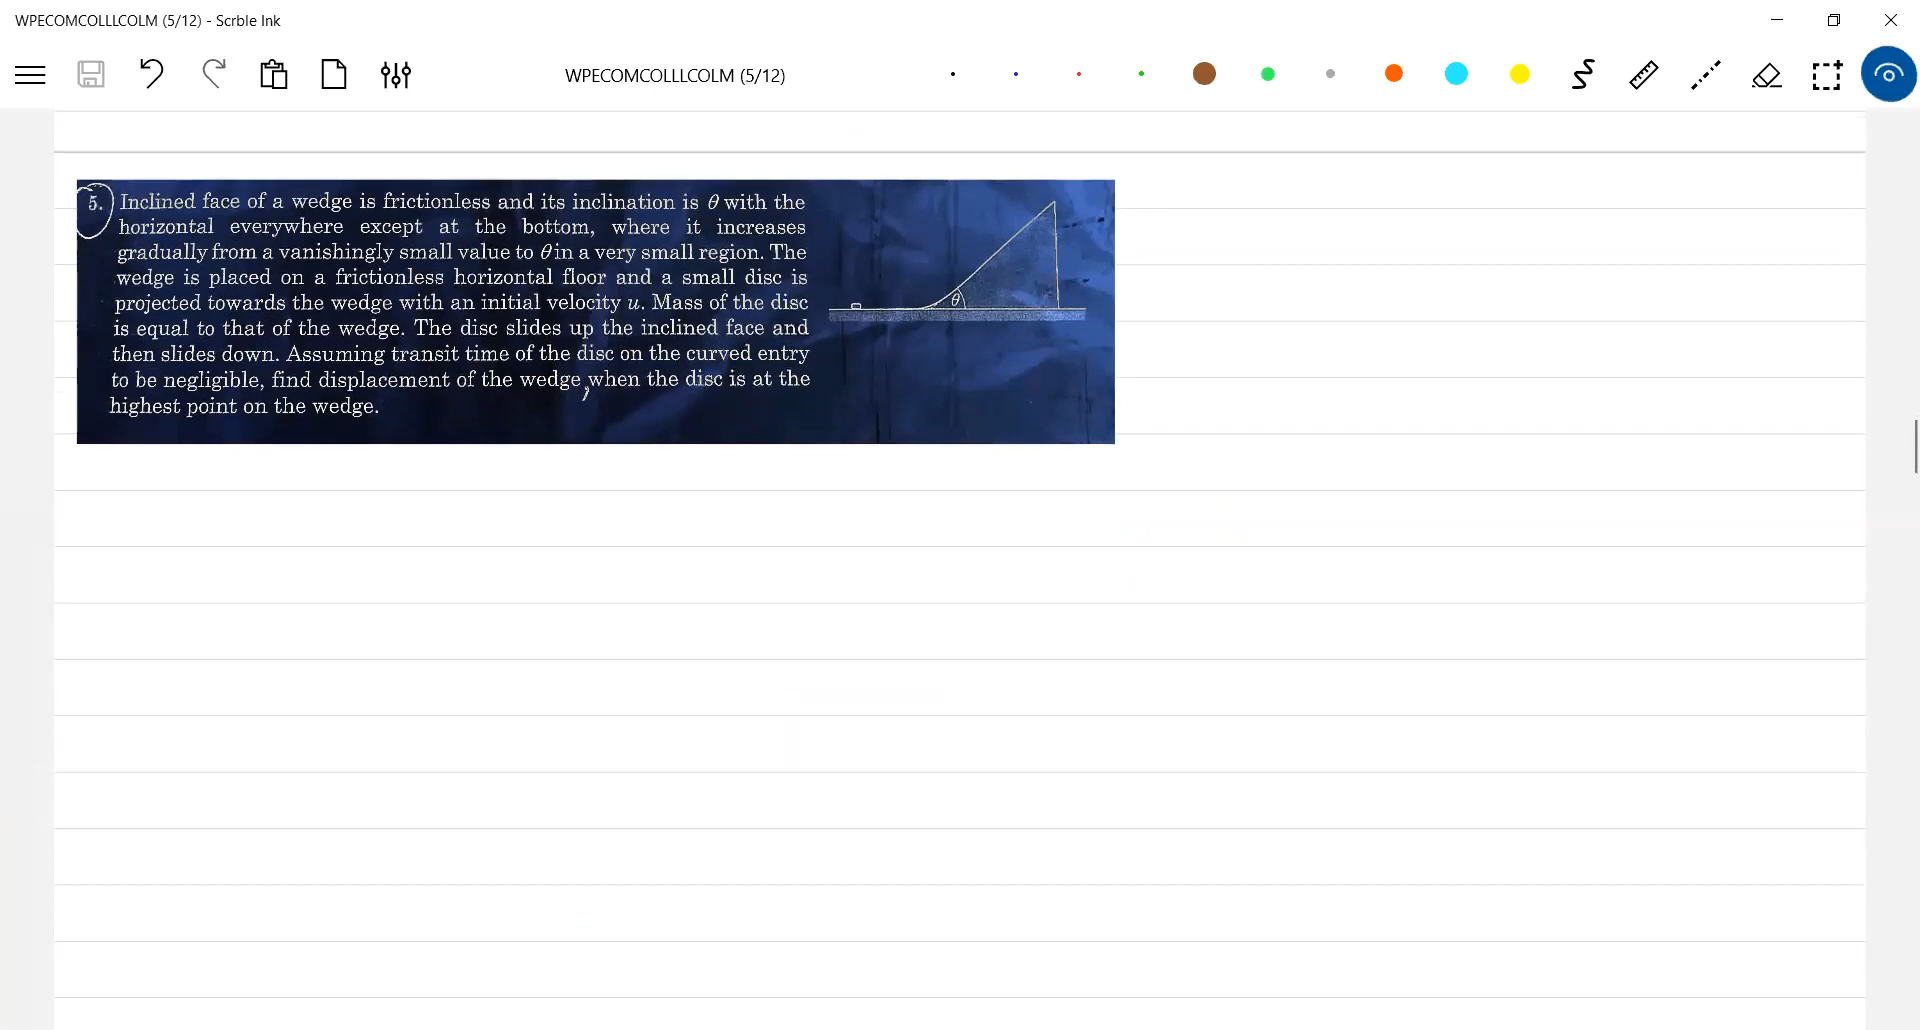 WPECOMCOLLLCOLM (5/12) - Scrble Ink
WPECOMCOLLLCOLM (5/12)
5. Inclined face of a wedge is frictionless and its inclination is θ with the
horizontal everywhere except at the bottom, where it increases
gradually from a vanishingly small value to θ in a very small region. The
wedge is placed on a frictionless horizontal floor and a small disc is
projected towards the wedge with an initial velocity u. Mass of the disc
is equal to that of the wedge. The disc slides up the inclined face and
then slides down. Assuming transit time of the disc on the curved entry
to be negligible, find displacement of the wedge, when the disc is at the
highest point on the wedge.
θ